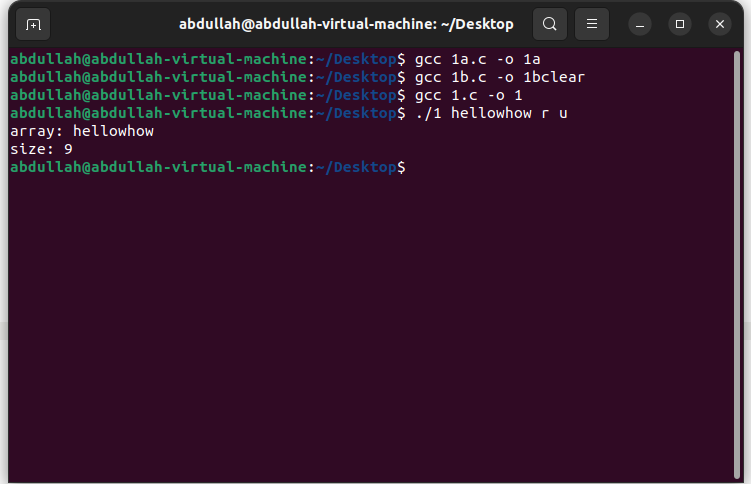 abdullah@abdullah-virtual-machine: ~/Desktop
abdullah@abdullah-virtual-machine:~/Desktop$ gcc 1a.c -o 1a
abdullah@abdullah-virtual-machine:~/Desktop$ gcc 1b.c -o 1bclear
abdullah@abdullah-virtual-machine:~/Desktop$ gcc 1.c -o 1
abdullah@abdullah-virtual-machine:~/Desktop$ ./1 hellowhow r u
array: hellowhow
size: 9
abdullah@abdullah-virtual-machine:~/Desktop$